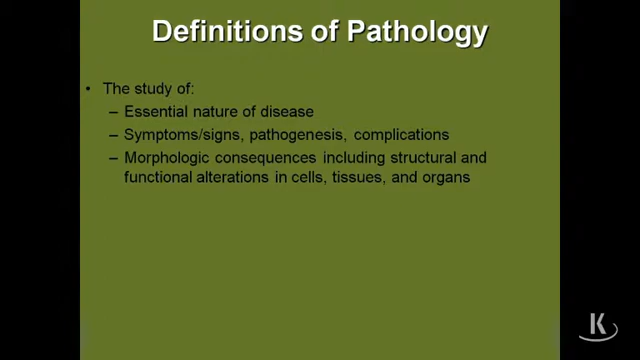 Definitions of Pathology
• The study of:
– Essential nature of disease
– Symptoms/signs, pathogenesis, complications
– Morphologic consequences including structural and
functional alterations in cells, tissues, and organs
K